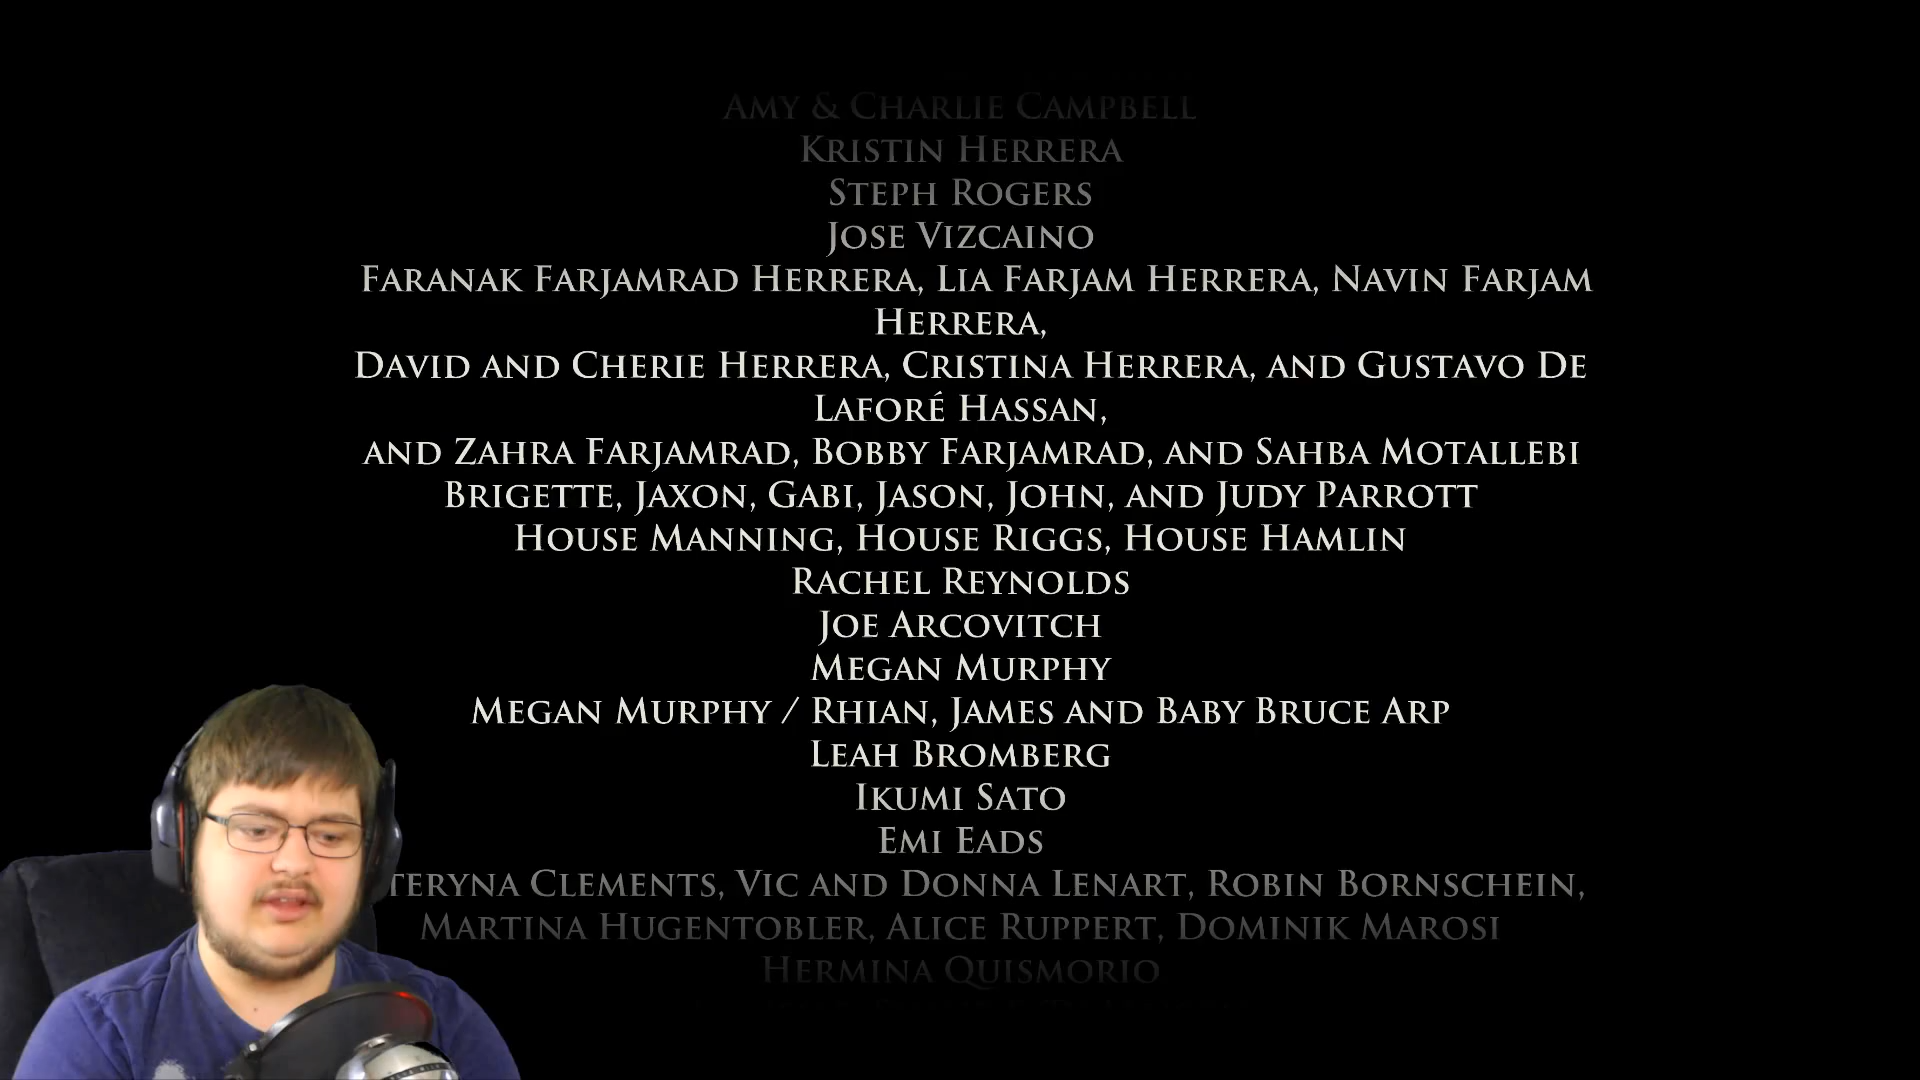 Amy & Charlie Campbell
Kristin Herrera
Steph Rogers
Jose Vizcaino
Faranak Farjamrad Herrera, Lia Farjam Herrera, Navin Farjam
Herrera,
David and Cherie Herrera, Cristina Herrera, and Gustavo De
Laforé Hassan,
and Zahra Farjamrad, Bobby Farjamrad, and Sahba Motallebi
Brigette, Jaxon, Gabi, Jason, John, and Judy Parrott
House Manning, House Riggs, House Hamlin
Rachel Reynolds
Joe Arcovitch
Megan Murphy
Megan Murphy / Rhian, James and Baby Bruce Arp
Leah Bromberg
Ikumi Sato
Emi Eads
Clements, Vic and Donna Lenart, Robin Bornschein,
Martina Hugentobler, Alice Ruppert, Dominik Marosi
Hermina Quismorio